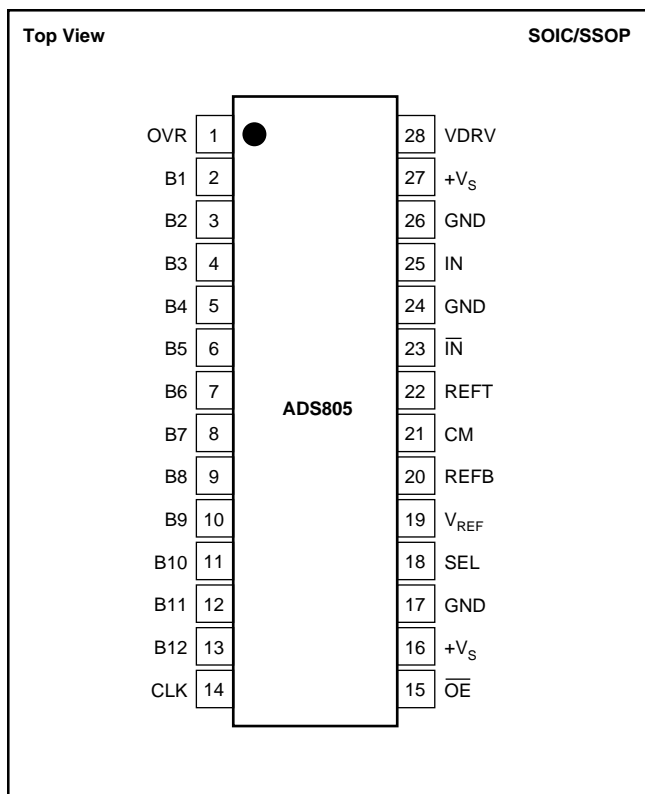 Top View SOIC/SSOP
OVR 1 28 VDRV
B1 2 27 +VS
B2 3 26 GND
B3 4 25 IN
B4 5 24 GND
B5 6 23 I̅N̅
B6 7 22 REFT
ADS805
B7 8 21 CM
B8 9 20 REFB
B9 10 19 VREF
B10 11 18 SEL
B11 12 17 GND
B12 13 16 +VS
CLK 14 15 O̅E̅